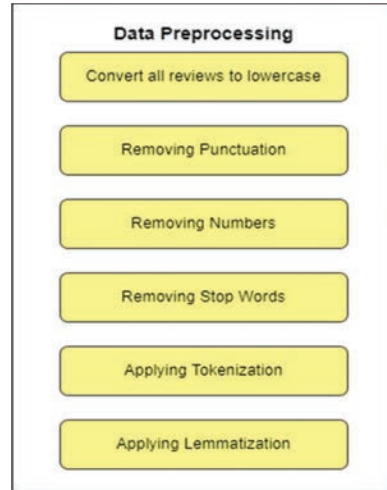 Data Preprocessing
Convert all reviews to lowercase
Removing Punctuation
Removing Numbers
Removing Stop Words
Applying Tokenization
Applying Lemmatization